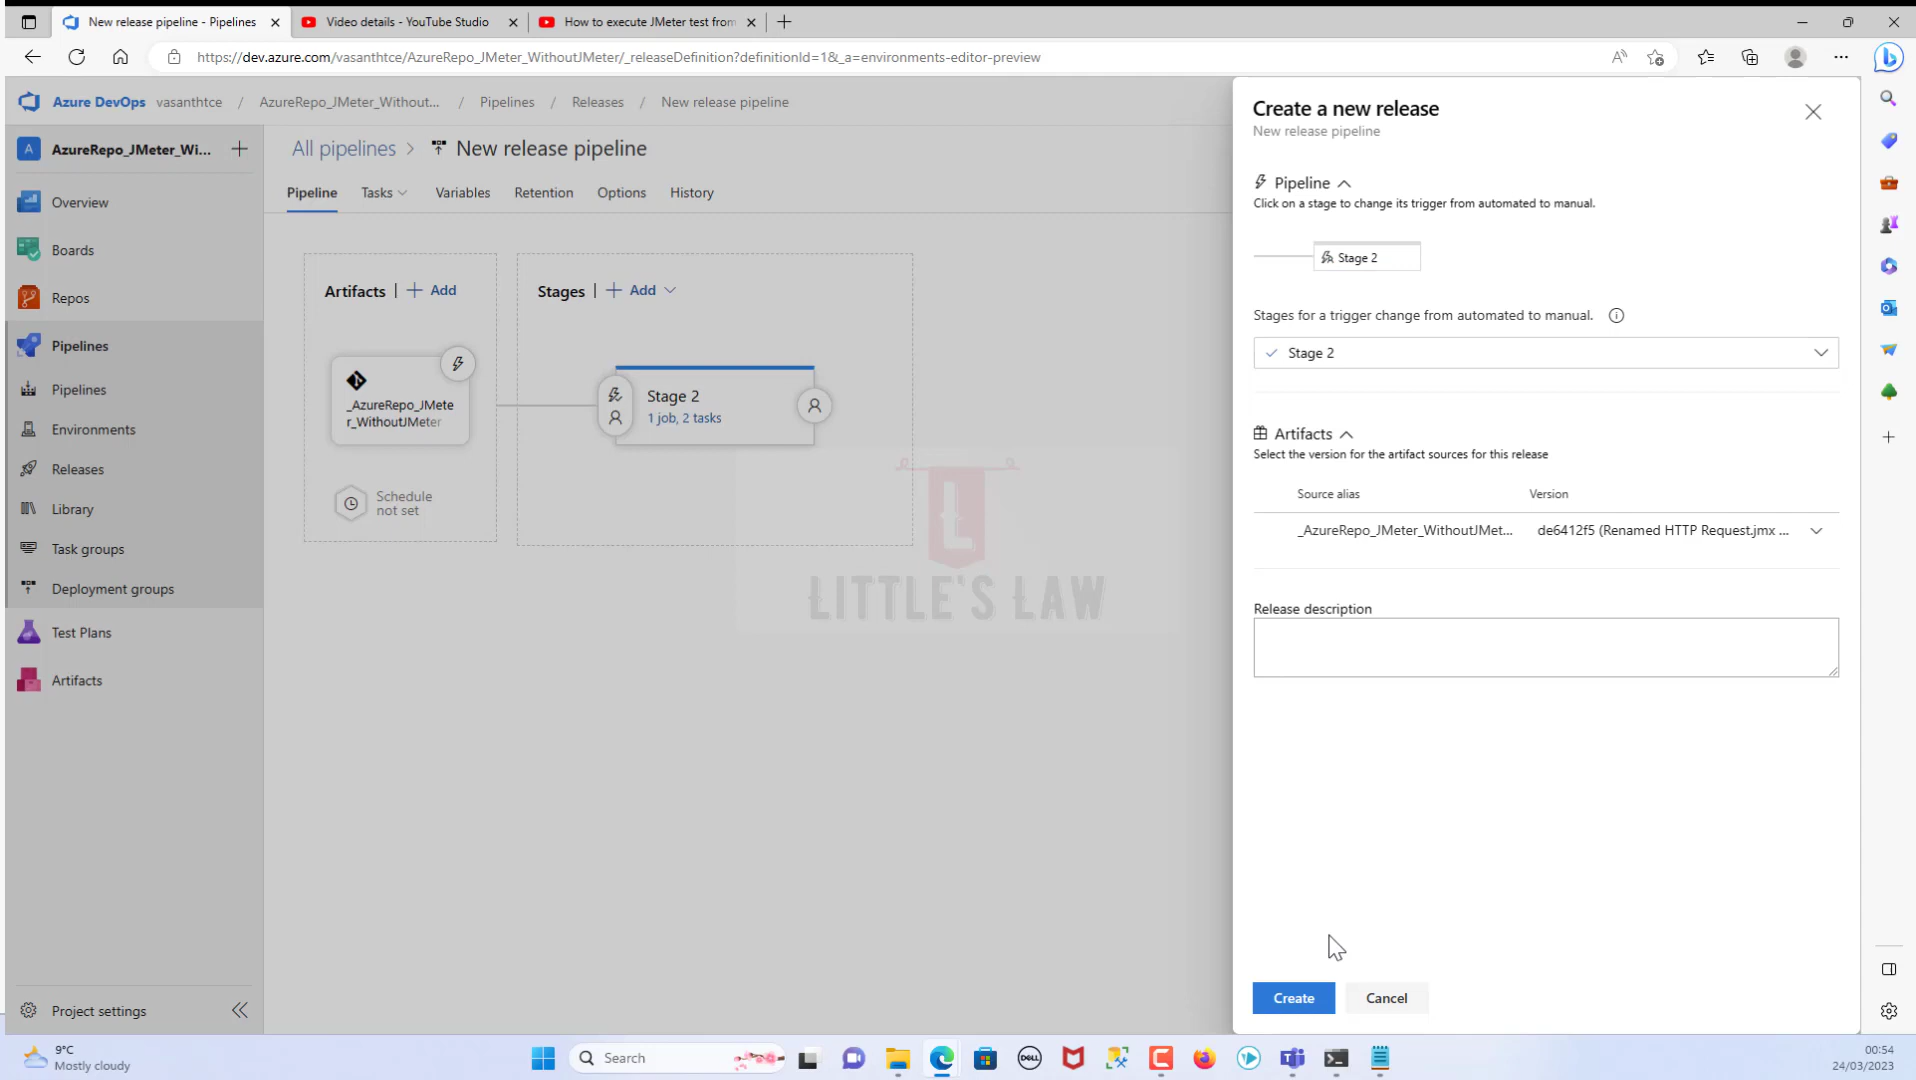 New release pipeline - Pipelines
Video details - YouTube Studio
How to execute JMeter test from
https://dev.azure.com/vasanthtce/AzureRepo_JMeter_WithoutJMeter/_releaseDefinition?definitionId=1&_a=environments-editor-preview
Azure DevOps vasanthtce / AzureRepo_JMeter_Without... / Pipelines / Releases / New release pipeline
A AzureRepo_JMeter_Wi...
Overview
Boards
Repos
Pipelines
Pipelines
Environments
Releases
Library
Task groups
Deployment groups
Test Plans
Artifacts
Project settings
All pipelines > New release pipeline
Pipeline Tasks Variables Retention Options History
Artifacts | + Add
Stages | + Add
_AzureRepo_JMete
r_WithoutJMeter
Schedule
not set
Stage 2
1 job, 2 tasks
L
LITTLE'S LAW
Create a new release
New release pipeline
Pipeline
Click on a stage to change its trigger from automated to manual.
Stage 2
Stages for a trigger change from automated to manual.
Stage 2
Artifacts
Select the version for the artifact sources for this release
Source alias Version
_AzureRepo_JMeter_WithoutJMet... de6412f5 (Renamed HTTP Request.jmx ...
Release description
Create Cancel
9°C
Mostly cloudy
Search
DELL
00:54
24/03/2023